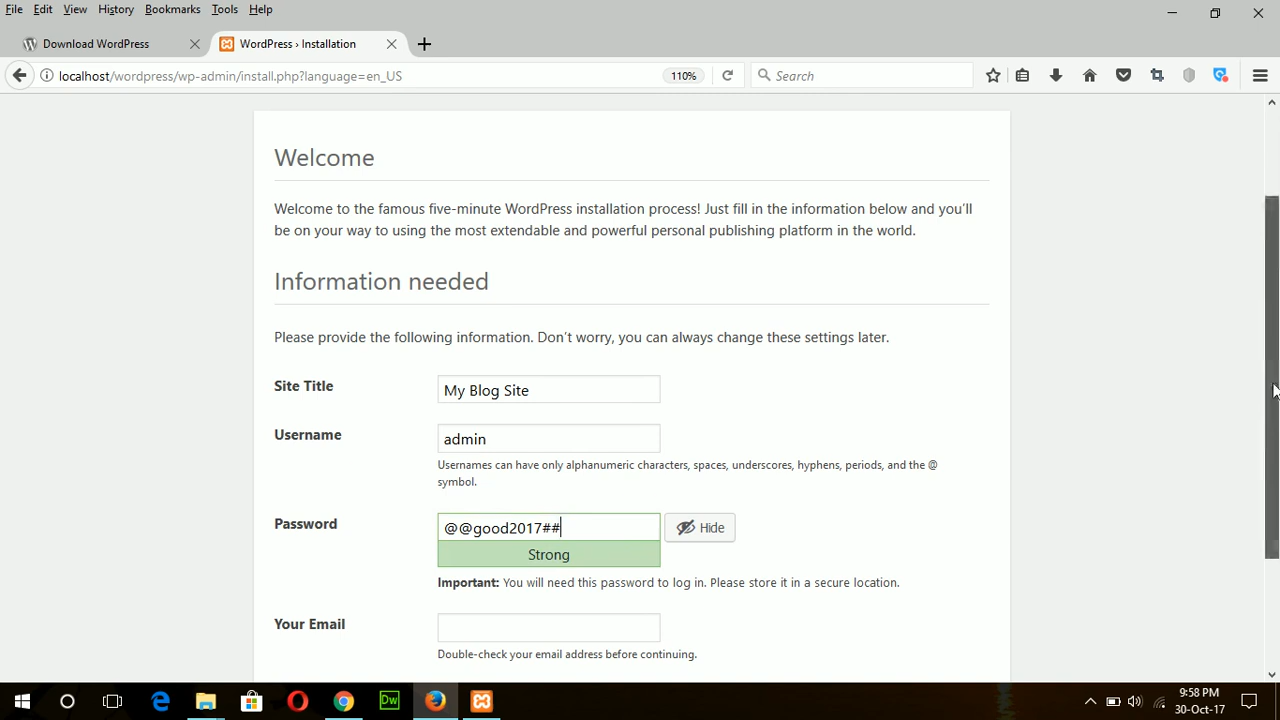 File Edit View History Bookmarks Tools Help
Download WordPress
WordPress › Installation
localhost/wordpress/wp-admin/install.php?language=en_US
110%
Search
Welcome
Welcome to the famous five-minute WordPress installation process! Just fill in the information below and you’ll
be on your way to using the most extendable and powerful personal publishing platform in the world.
Information needed
Please provide the following information. Don’t worry, you can always change these settings later.
Site Title
My Blog Site
Username
admin
Usernames can have only alphanumeric characters, spaces, underscores, hyphens, periods, and the @
symbol.
Password
@@good2017##
Hide
Strong
Important: You will need this password to log in. Please store it in a secure location.
Your Email
Double-check your email address before continuing.
Dw
9:58 PM
30-Oct-17